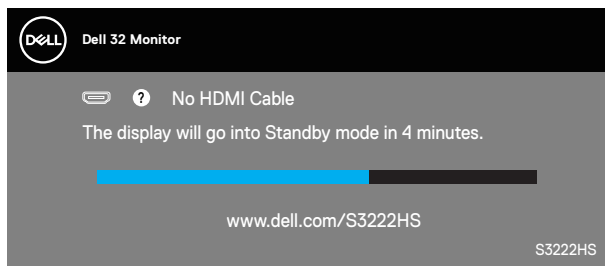 DELL
Dell 32 Monitor
? No HDMI Cable
The display will go into Standby mode in 4 minutes.
www.dell.com/S3222HS
S3222HS